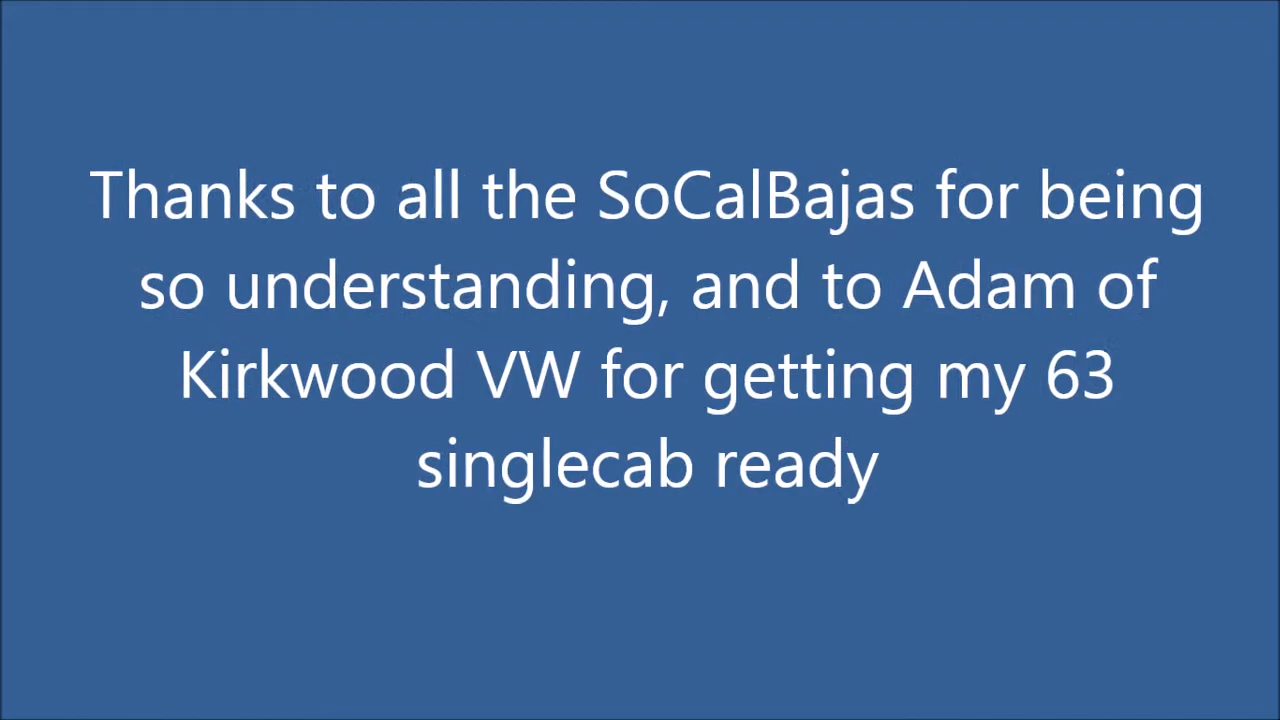 Thanks to all the SoCalBajas for being
so understanding, and to Adam of
Kirkwood VW for getting my 63
singlecab ready